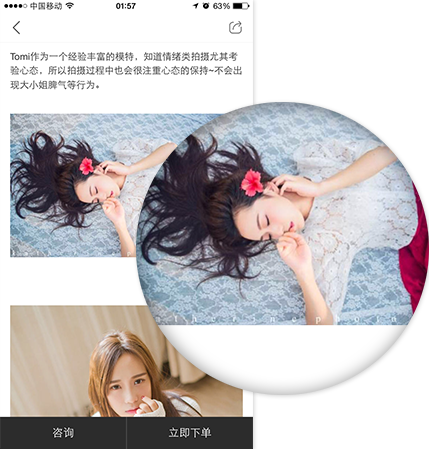 中国移动 01:57 63%
Tomi作为一个经验丰富的模特，知道情绪类拍摄尤其考
验心态，所以拍摄过程中也会很注重心态的保持~不会出
现大小姐脾气等行为。
咨询 立即下单